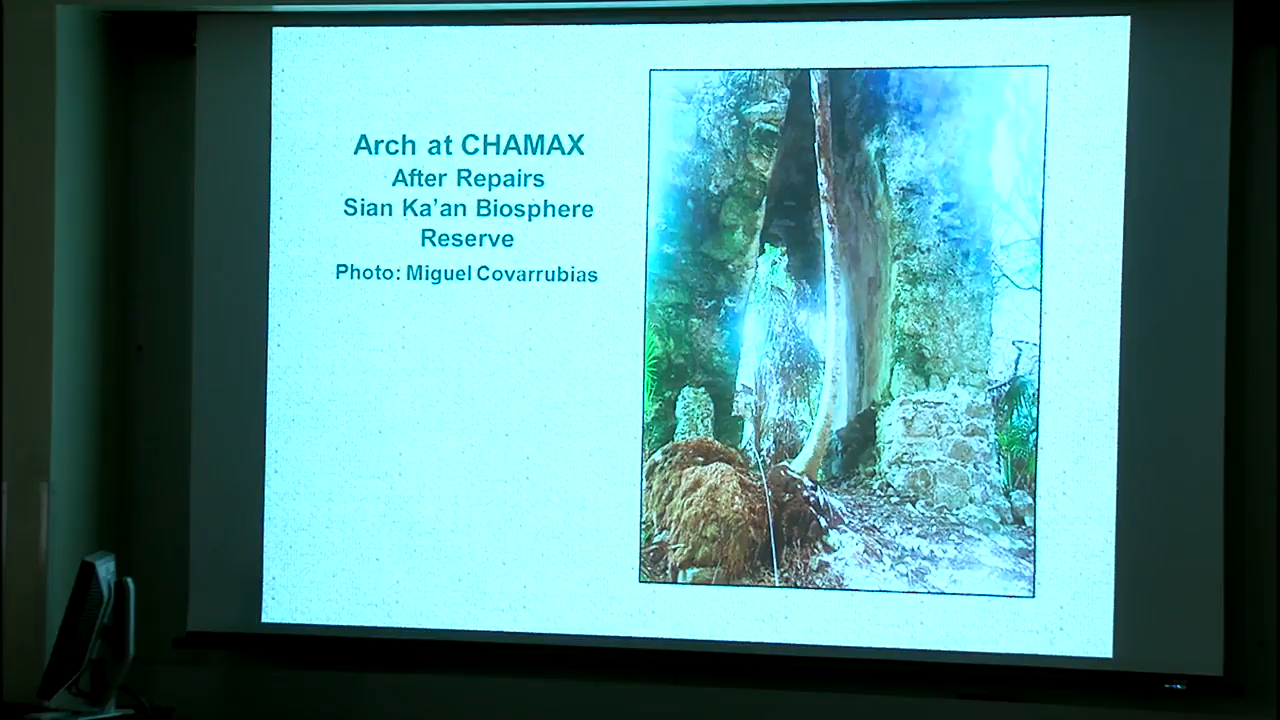 Arch at CHAMAX
After Repairs
Sian Ka’an Biosphere
Reserve
Photo: Miguel Covarrubias